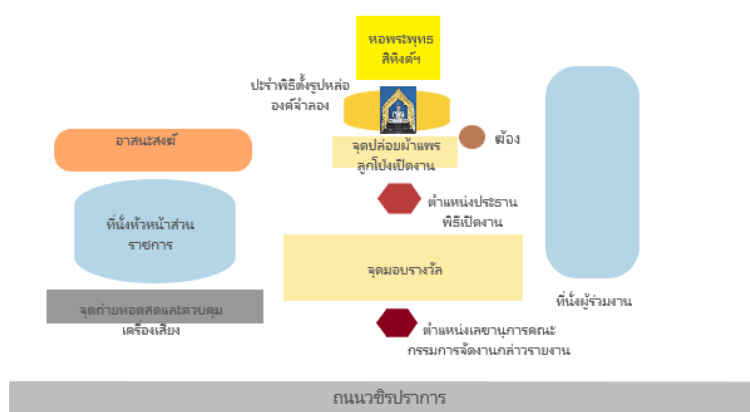 หอพระพุทธ
สิหิงค์ฯ
ปะรำพิธีตั้งรูปหล่อ
องค์จำลอง
อาสนะสงฆ์
จุดปล่อยผ้าแพร
ลูกโป่งเปิดงาน
ฆ้อง
ตำแหน่งประธาน
พิธีเปิดงาน
ที่นั่งหัวหน้าส่วน
ราชการ
จุดมอบรางวัล
ที่นั่งผู้ร่วมงาน
จุดถ่ายทอดสดและควบคุม
เครื่องเสียง
ตำแหน่งเลขานุการคณะ
กรรมการจัดงานกล่าวรายงาน
ถนนวชิรปราการ